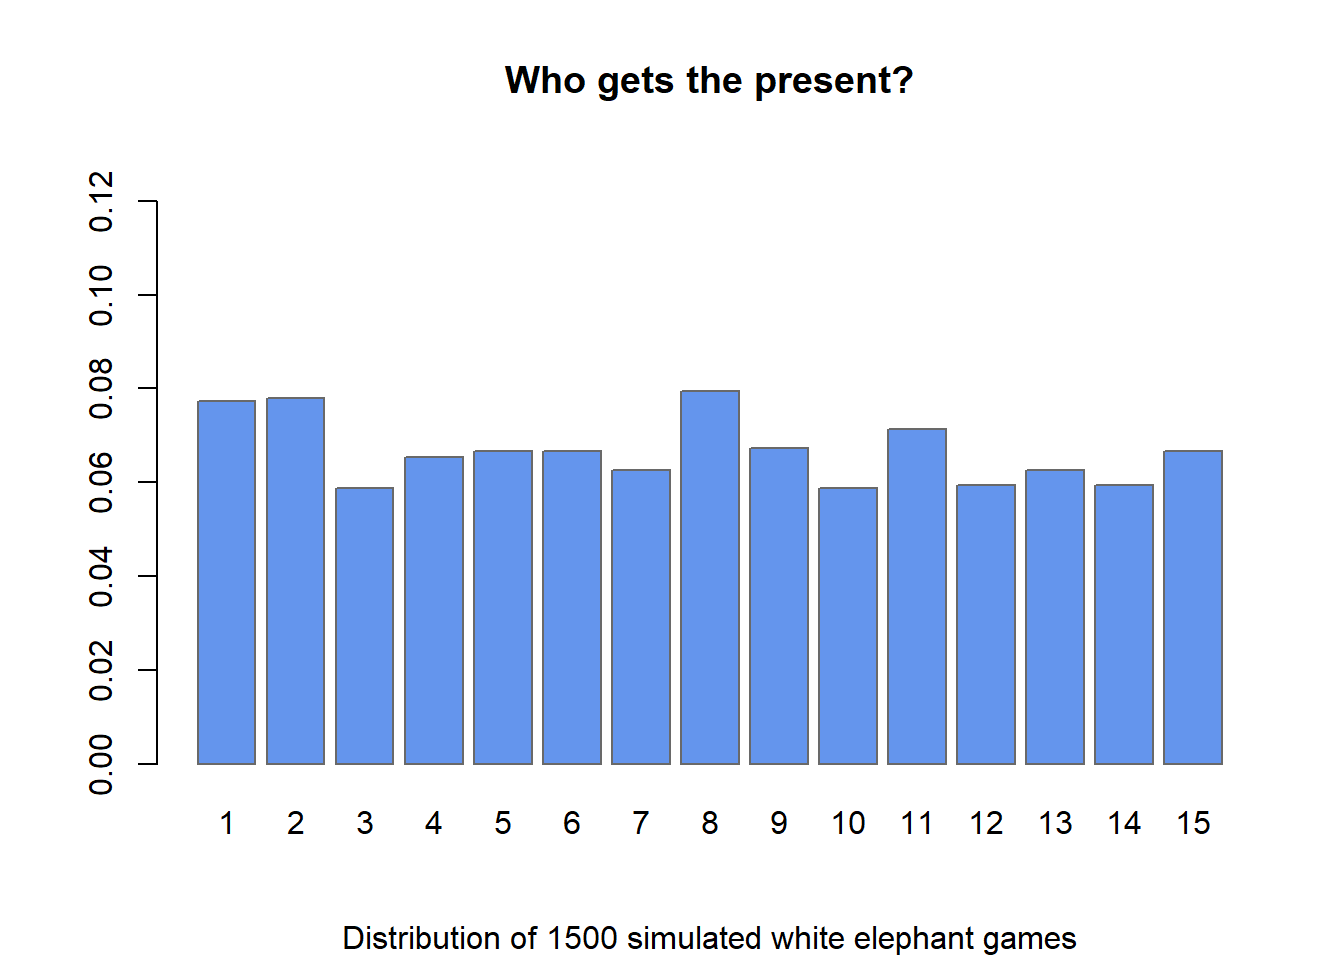 Who gets the present?
0.12
0.10
0.08
0.06
0.04
0.02
0.00
1 2 3 4 5 6 7 8 9 10 11 12 13 14 15
Distribution of 1500 simulated white elephant games